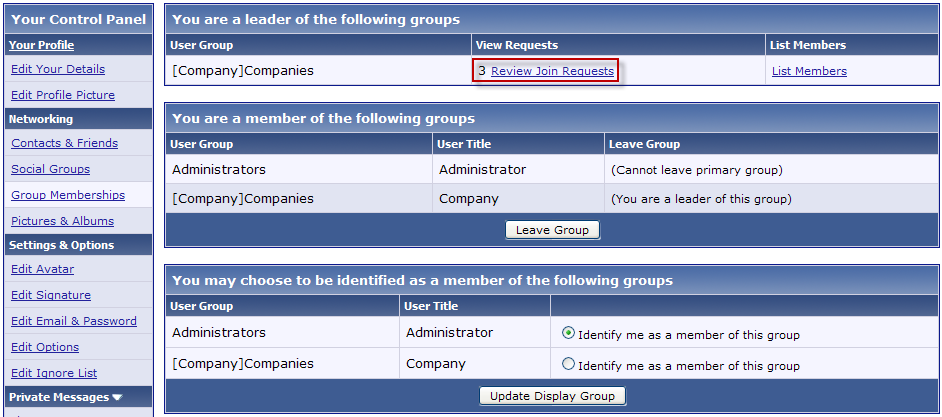 Your Control Panel
Your Profile
Edit Your Details
Edit Profile Picture
Networking
Contacts & Friends
Social Groups
Group Memberships
Pictures & Albums
Settings & Options
Edit Avatar
Edit Signature
Edit Email & Password
Edit Options
Edit Ignore List
Private Messages
You are a leader of the following groups
User Group View Requests List Members
[Company]Companies 3 Review Join Requests List Members
You are a member of the following groups
User Group User Title Leave Group
Administrators Administrator (Cannot leave primary group)
[Company]Companies Company (You are a leader of this group)
Leave Group
You may choose to be identified as a member of the following groups
User Group User Title
Administrators Administrator Identify me as a member of this group
[Company]Companies Company Identify me as a member of this group
Update Display Group